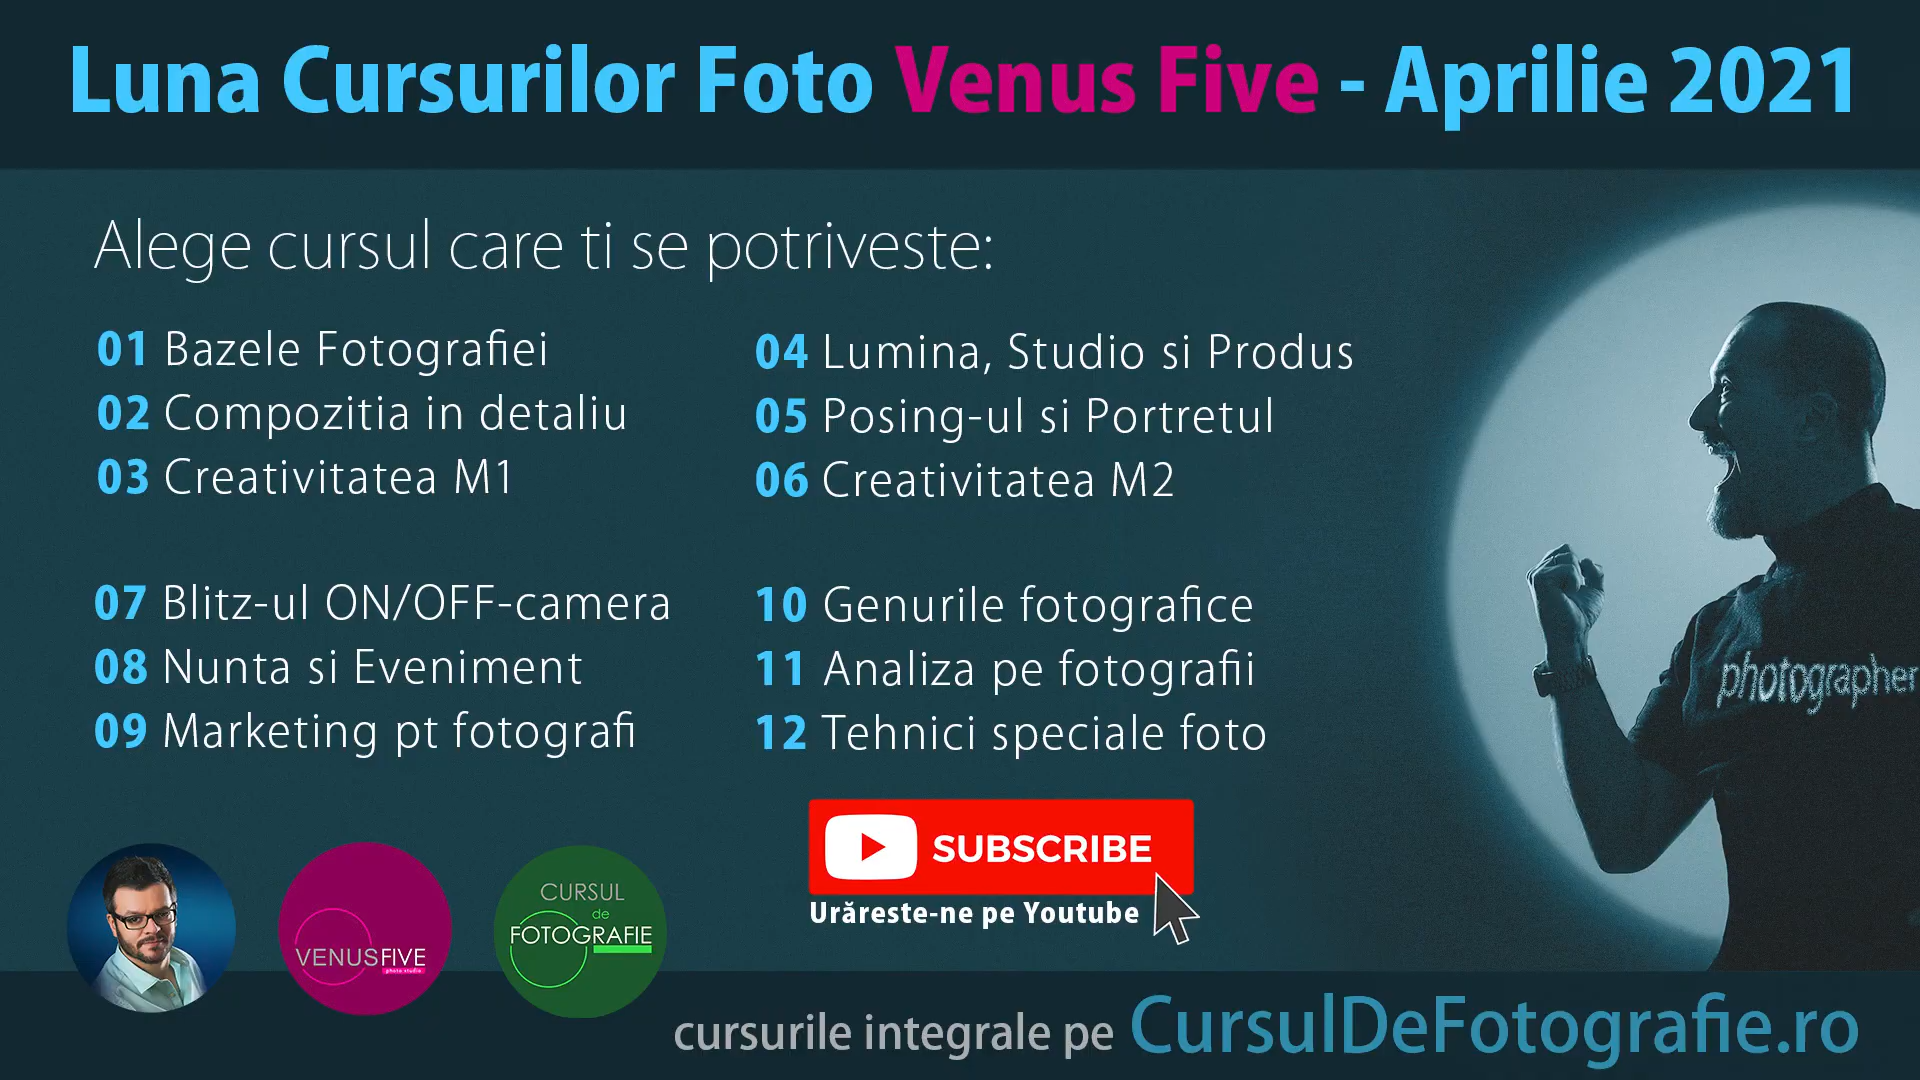 Luna Cursurilor Foto Venus Five - Aprilie 2021
Alege cursul care ti se potriveste:
01 Bazele Fotografiei
02 Compozitia in detaliu
03 Creativitatea M1
04 Lumina, Studio si Produs
05 Posing-ul si Portretul
06 Creativitatea M2
07 Blitz-ul ON/OFF-camera
08 Nunta si Eveniment
09 Marketing pt fotografi
10 Genurile fotografice
11 Analiza pe fotografii
12 Tehnici speciale foto
photographer
SUBSCRIBE
Urăreste-ne pe Youtube
VENUSFIVE
photo studio
CURSUL
de
FOTOGRAFIE
cursurile integrale pe CursulDeFotografie.ro